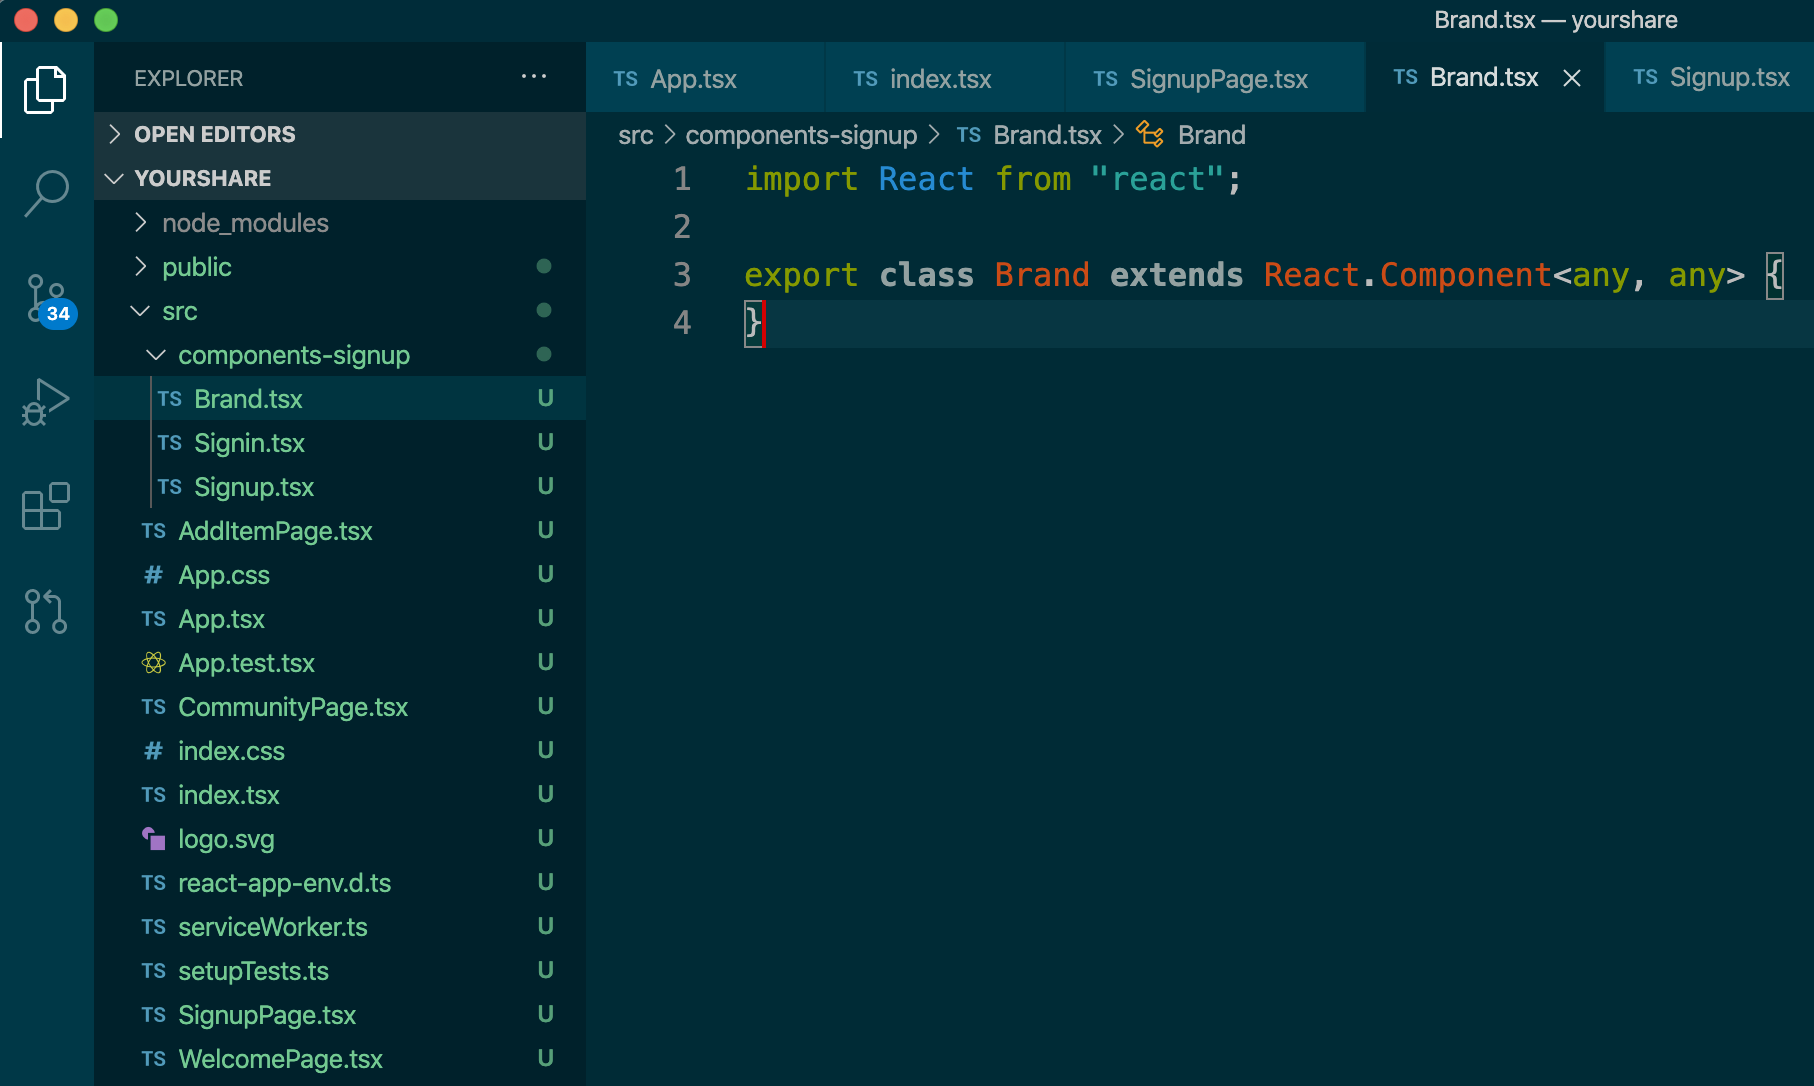 Brand.tsx — yourshare
EXPLORER
···
TS App.tsx
TS index.tsx
TS SignupPage.tsx
TS Brand.tsx
TS Signup.tsx
OPEN EDITORS
YOURSHARE
node_modules
public
src
components-signup
TS Brand.tsx U
TS Signin.tsx U
TS Signup.tsx U
TS AddItemPage.tsx U
# App.css U
TS App.tsx U
App.test.tsx U
TS CommunityPage.tsx U
# index.css U
TS index.tsx U
logo.svg U
TS react-app-env.d.ts U
TS serviceWorker.ts U
TS setupTests.ts U
TS SignupPage.tsx U
TS WelcomePage.tsx U
34
src > components-signup > TS Brand.tsx > Brand
1 import React from "react";
2
3 export class Brand extends React.Component<any, any> {
4 }